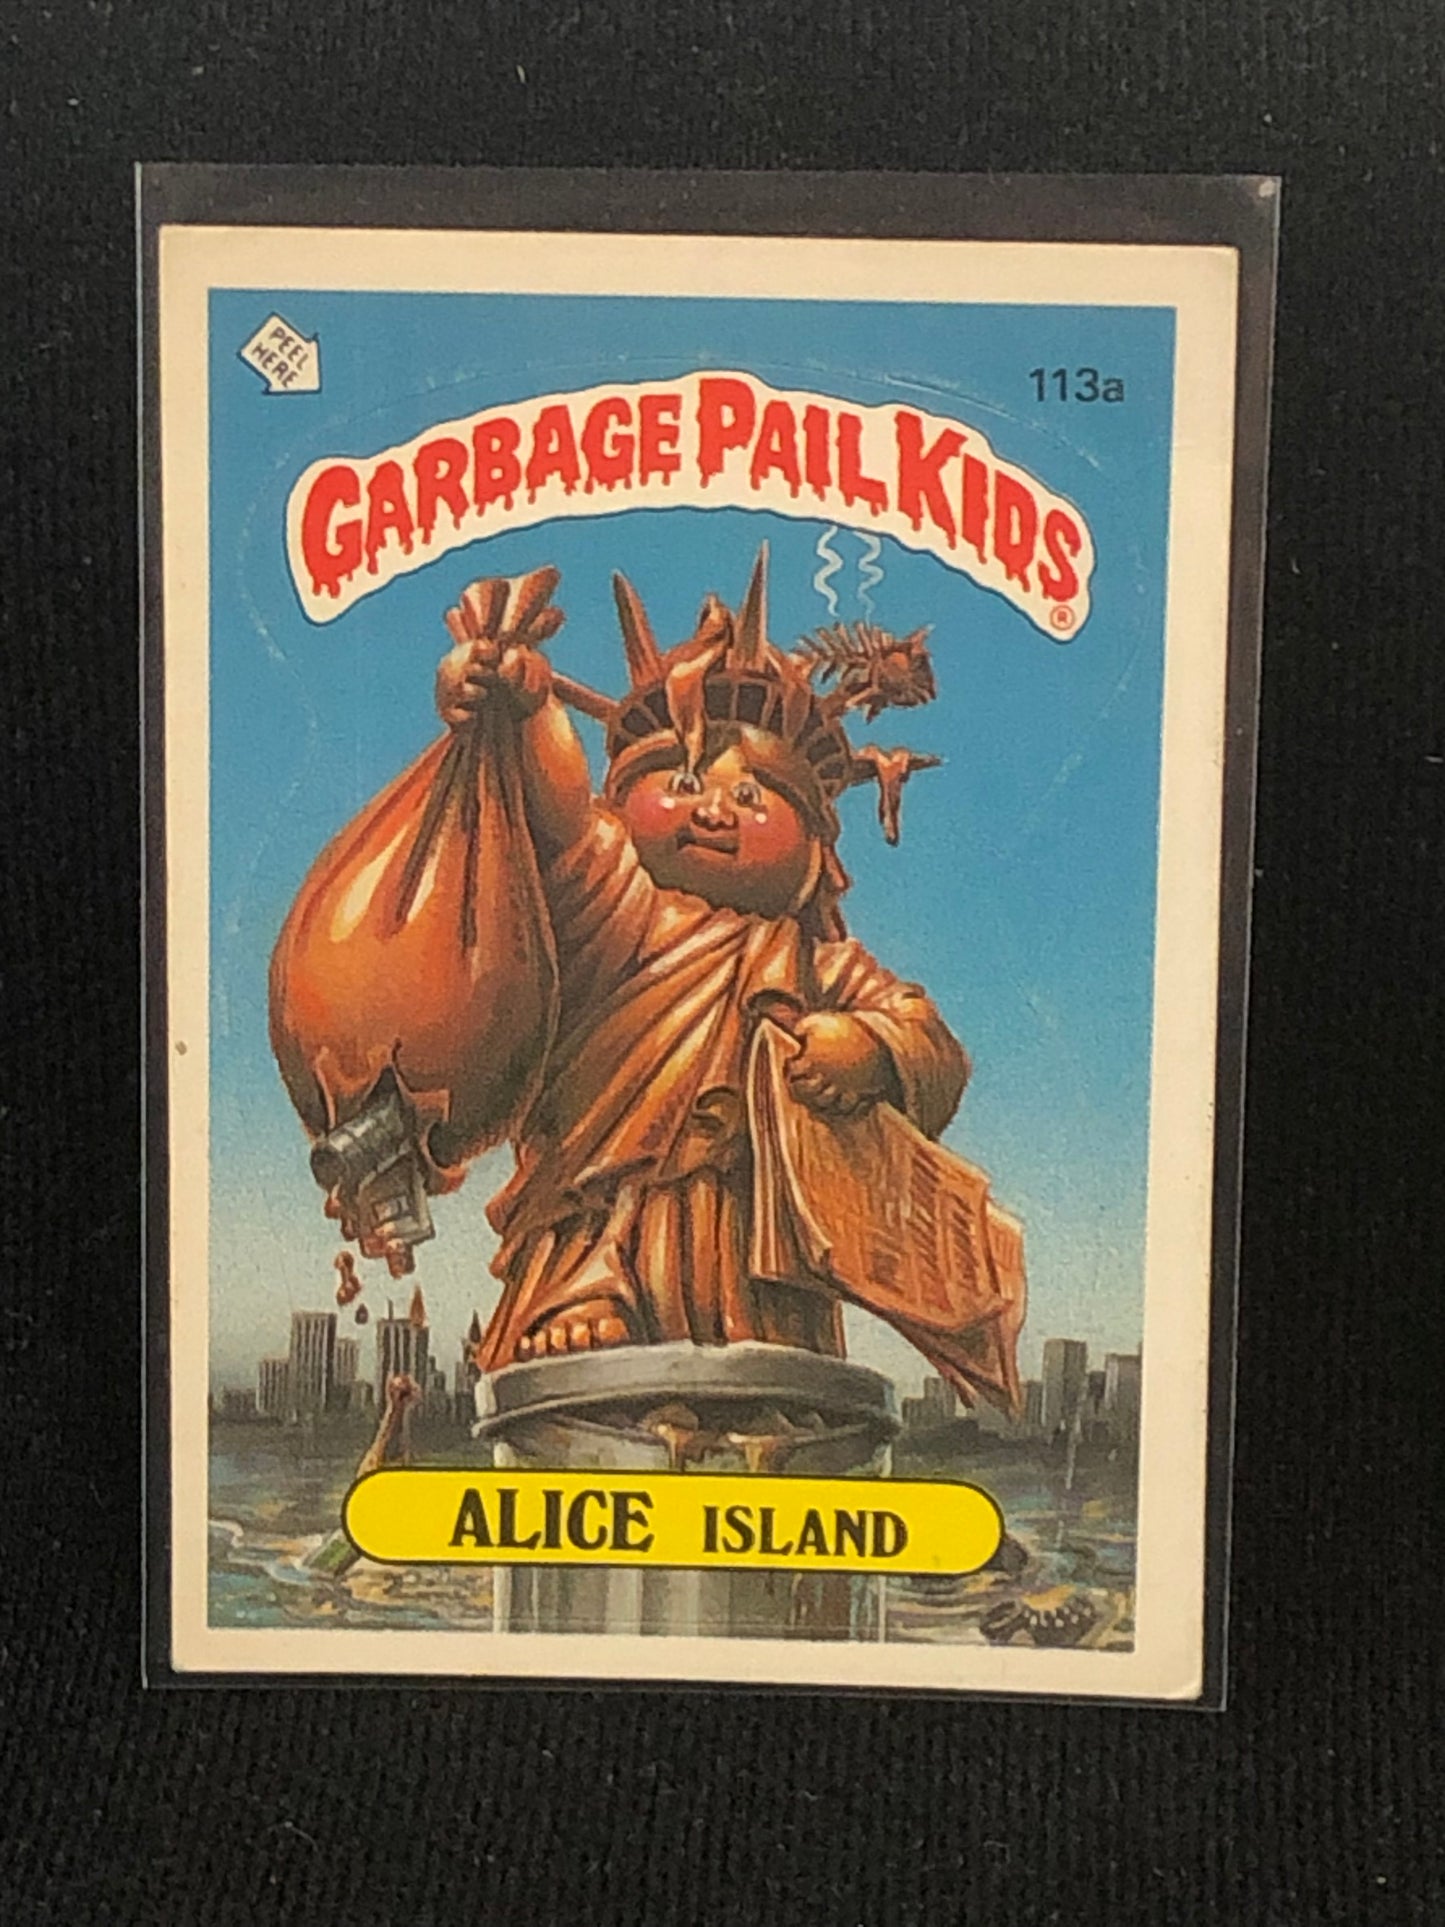 PEEL
HERE
113a
GARBAGE PAIL KIDS
®
ALICE ISLAND